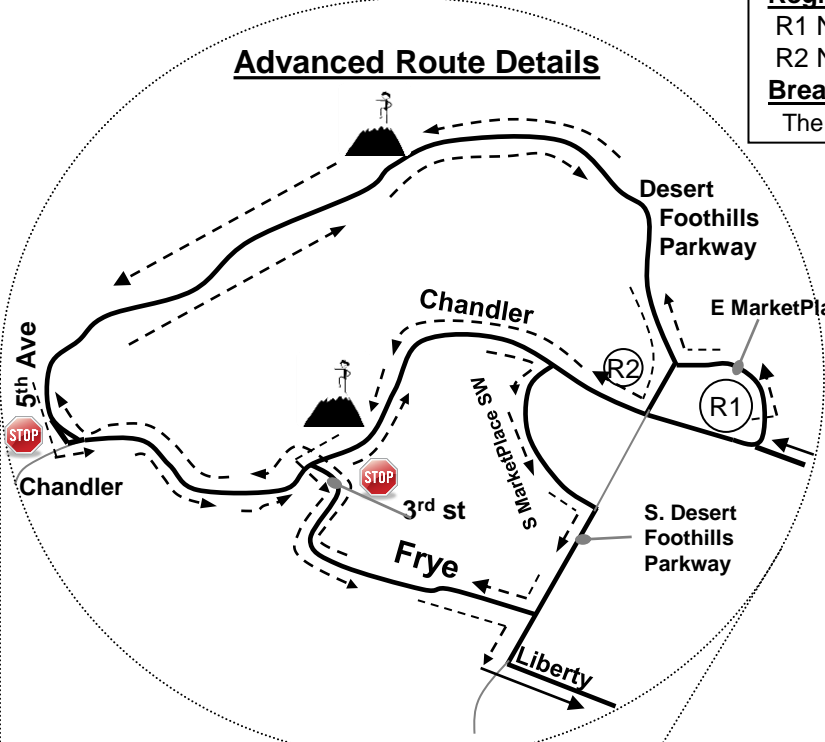 R1 N
R2 N
The
Advanced Route Details
Desert
Foothills
Parkway
E MarketPla
Chandler
R2
R1
5th Ave
STOP
Chandler
S MarketPlace SW
STOP
3rd st
Frye
S. Desert
Foothills
Parkway
Liberty